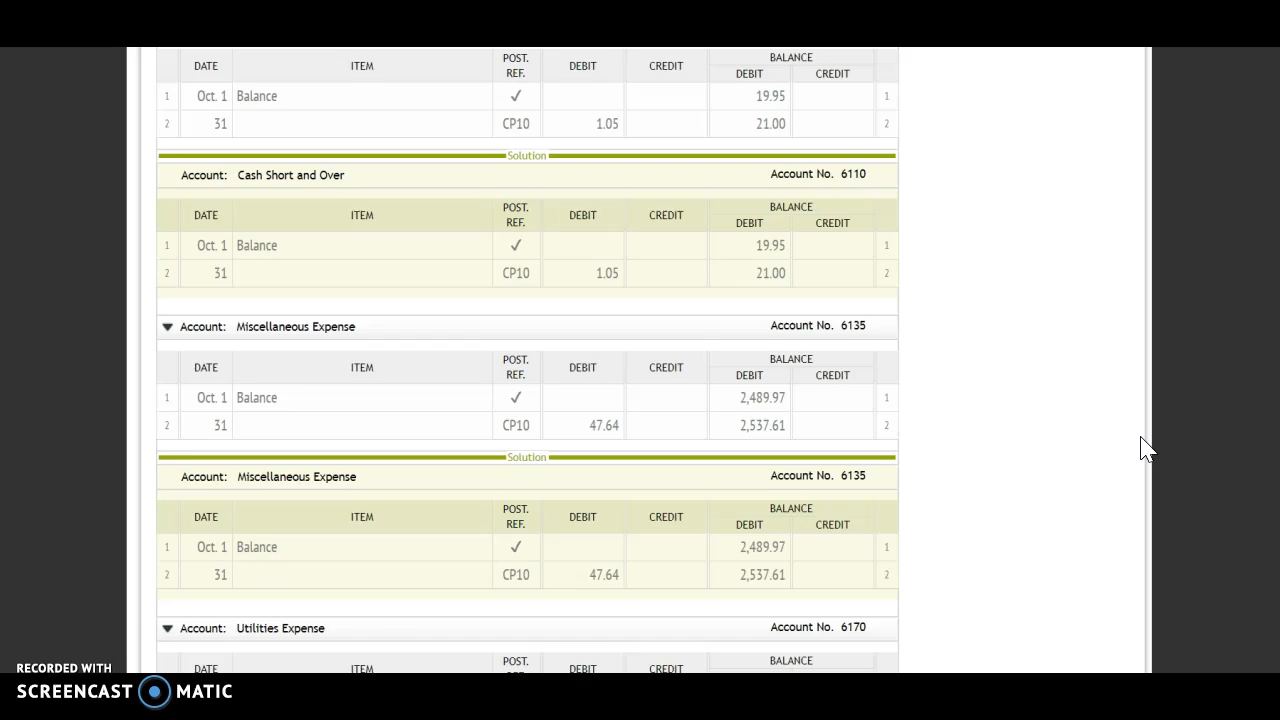 DATE ITEM POST. REF. DEBIT CREDIT BALANCE DEBIT CREDIT
1 Oct. 1 Balance ✓ 19.95 1
2 31 CP10 1.05 21.00 2
Solution
Account: Cash Short and Over Account No. 6110
DATE ITEM POST. REF. DEBIT CREDIT BALANCE DEBIT CREDIT
1 Oct. 1 Balance ✓ 19.95 1
2 31 CP10 1.05 21.00 2
Account: Miscellaneous Expense Account No. 6135
DATE ITEM POST. REF. DEBIT CREDIT BALANCE DEBIT CREDIT
1 Oct. 1 Balance ✓ 2,489.97 1
2 31 CP10 47.64 2,537.61 2
Solution
Account: Miscellaneous Expense Account No. 6135
DATE ITEM POST. REF. DEBIT CREDIT BALANCE DEBIT CREDIT
1 Oct. 1 Balance ✓ 2,489.97 1
2 31 CP10 47.64 2,537.61 2
Account: Utilities Expense Account No. 6170
DATE ITEM POST. DEBIT CREDIT BALANCE
RECORDED WITH
SCREENCAST MATIC